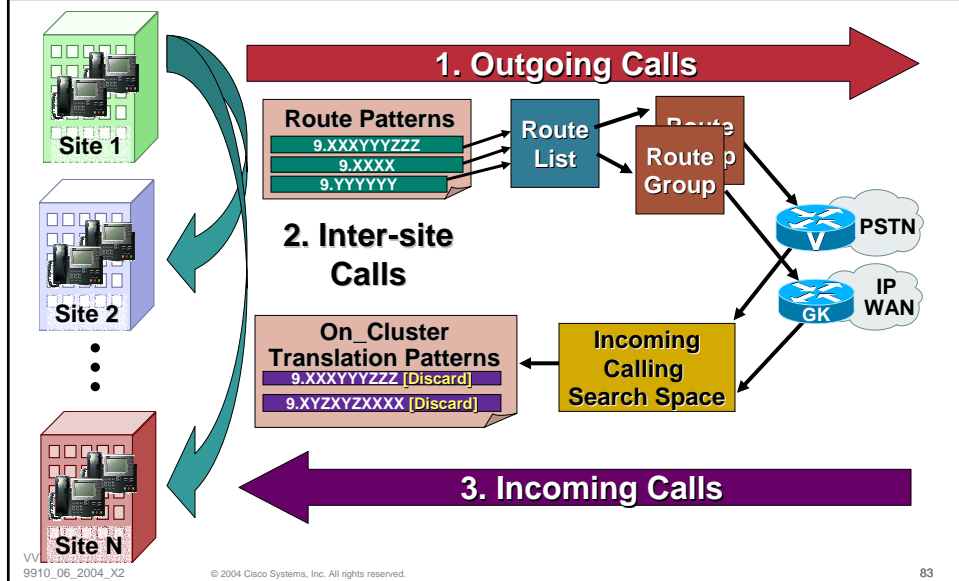 1. Outgoing Calls
Site 1
Route Patterns
9.XXXYYYZZZ
9.XXXX
9.YYYYYY
Route
List
Route
p
Route
Group
V
PSTN
2. Inter-site
Calls
Site 2
GK
IP
WAN
On_Cluster
Translation Patterns
9.XXXYYYZZZ [Discard]
9.XYZXYZXXXX [Discard]
Incoming
Calling
Search Space
3. Incoming Calls
Site N
VV
9910_06_2004_X2
© 2004 Cisco Systems, Inc. All rights reserved.
83